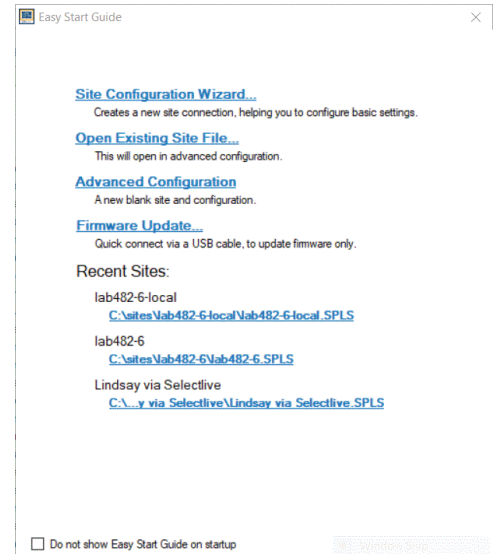 Easy Start Guide
Site Configuration Wizard...
Creates a new site connection, helping you to configure basic settings.
Open Existing Site File...
This will open in advanced configuration.
Advanced Configuration
A new blank site and configuration.
Firmware Update...
Quick connect via a USB cable, to update firmware only.
Recent Sites:
lab482-6-local
C:\sites\lab482-6-local\lab482-6-local.SPLS
lab482-6
C:\sites\lab482-6\lab482-6.SPLS
Lindsay via Selectlive
C:\...y via Selectlive\Lindsay via Selectlive.SPLS
Do not show Easy Start Guide on startup
Window Snip